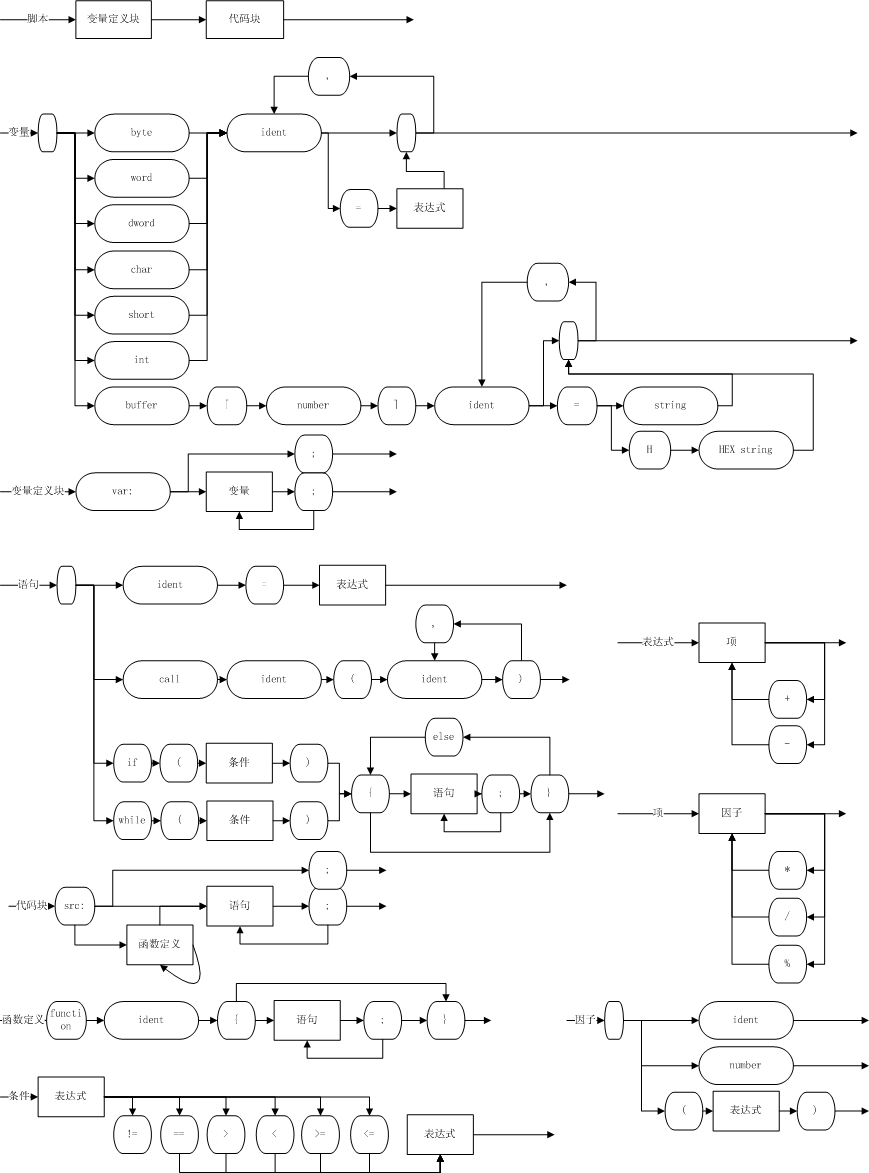 脚本 变量定义块 代码块
,
变量 byte ident
word
= 表达式
dword
char
,
short
int
buffer [ number ] ident = string
H HEX string
;
变量定义块 var: 变量 ;
语句 ident = 表达式
,
call ident ( ident )
else
if ( 条件 )
{ 语句 ; }
while ( 条件 )
;
代码块 src: 语句 ;
函数定义
函数定义 functi
on ident { 语句 ; }
条件 表达式
!= == > < >= <= 表达式
表达式 项
+
-
项 因子
*
/
%
因子 ident
number
( 表达式 )